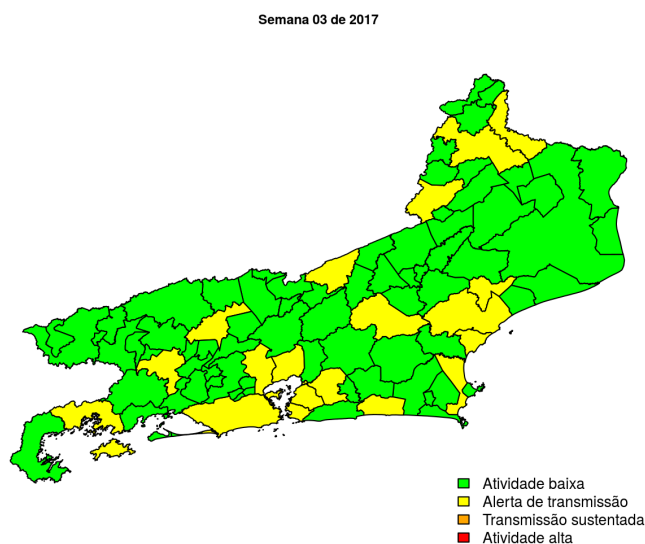 Semana 03 de 2017
Atividade baixa
Alerta de transmissão
Transmissão sustentada
Atividade alta